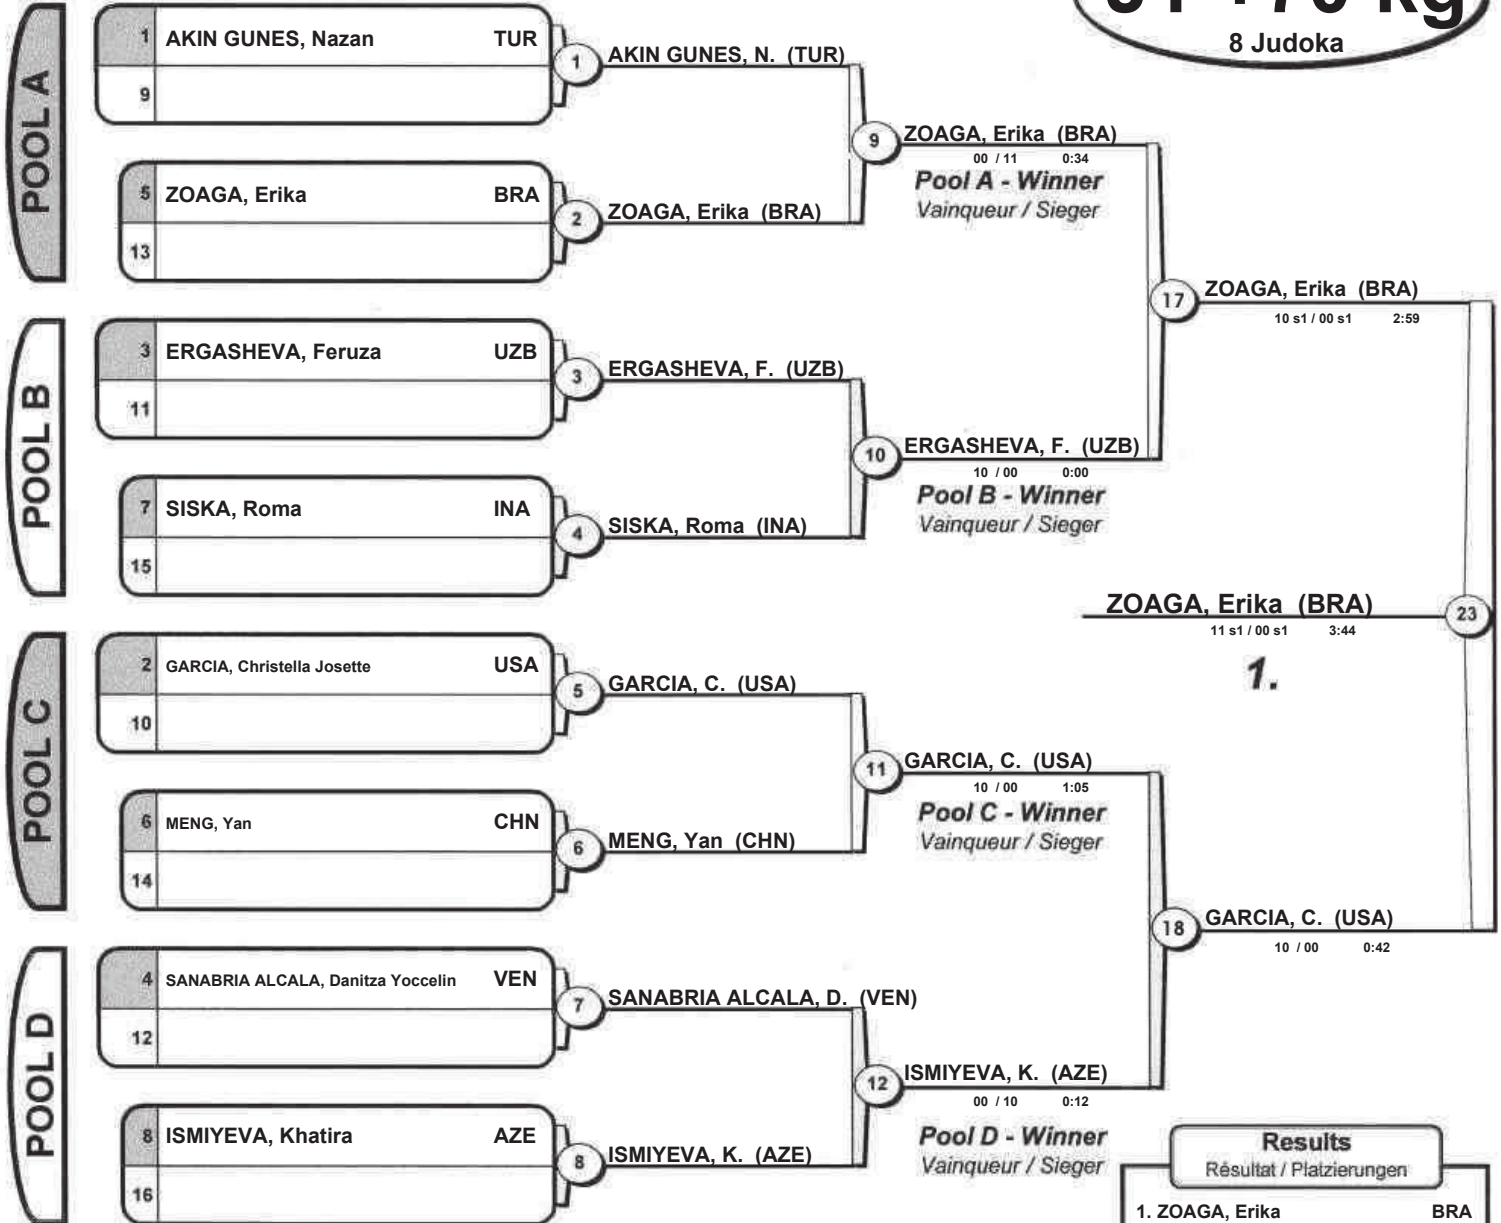 8 Judoka
POOL A
1 AKIN GUNES, Nazan TUR
9
1
AKIN GUNES, N. (TUR)
5 ZOAGA, Erika BRA
13
2
ZOAGA, Erika (BRA)
9
ZOAGA, Erika (BRA)
00 / 11 0:34
Pool A - Winner
Vainqueur / Sieger
POOL B
3 ERGASHEVA, Feruza UZB
11
3
ERGASHEVA, F. (UZB)
7 SISKA, Roma INA
15
4
SISKA, Roma (INA)
10
ERGASHEVA, F. (UZB)
10 / 00 0:00
Pool B - Winner
Vainqueur / Sieger
17
ZOAGA, Erika (BRA)
10 s1 / 00 s1 2:59
ZOAGA, Erika (BRA)
11 s1 / 00 s1 3:44
1.
23
POOL C
2 GARCIA, Christella Josette USA
10
5
GARCIA, C. (USA)
6 MENG, Yan CHN
14
6
MENG, Yan (CHN)
11
GARCIA, C. (USA)
10 / 00 1:05
Pool C - Winner
Vainqueur / Sieger
18
GARCIA, C. (USA)
10 / 00 0:42
POOL D
4 SANABRIA ALCALA, Danitza Yoccelin VEN
12
7
SANABRIA ALCALA, D. (VEN)
8 ISMIYEVA, Khatira AZE
16
8
ISMIYEVA, K. (AZE)
12
ISMIYEVA, K. (AZE)
00 / 10 0:12
Pool D - Winner
Vainqueur / Sieger
Results
Résultat / Platzierungen
1. ZOAGA, Erika BRA